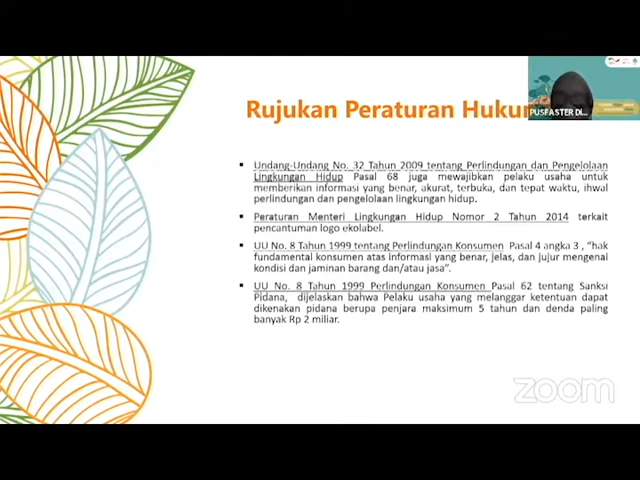 Rujukan Peraturan Huku
PUSFASTER DI...
▪ Undang-Undang No. 32 Tahun 2009 tentang Perlindungan dan Pengelolaan
Lingkungan Hidup Pasal 68 juga mewajibkan pelaku usaha untuk
memberikan informasi yang benar, akurat, terbuka, dan tepat waktu, ihwal
perlindungan dan pengelolaan lingkungan hidup.
▪ Peraturan Menteri Lingkungan Hidup Nomor 2 Tahun 2014 terkait
pencantuman logo ekolabel.
▪ UU No. 8 Tahun 1999 tentang Perlindungan Konsumen Pasal 4 angka 3 , "hak
fundamental konsumen atas informasi yang benar, jelas, dan jujur mengenai
kondisi dan jaminan barang dan/atau jasa".
▪ UU No. 8 Tahun 1999 Perlindungan Konsumen Pasal 62 tentang Sanksi
Pidana, dijelaskan bahwa Pelaku usaha yang melanggar ketentuan dapat
dikenakan pidana berupa penjara maksimum 5 tahun dan denda paling
banyak Rp 2 miliar.
zoom